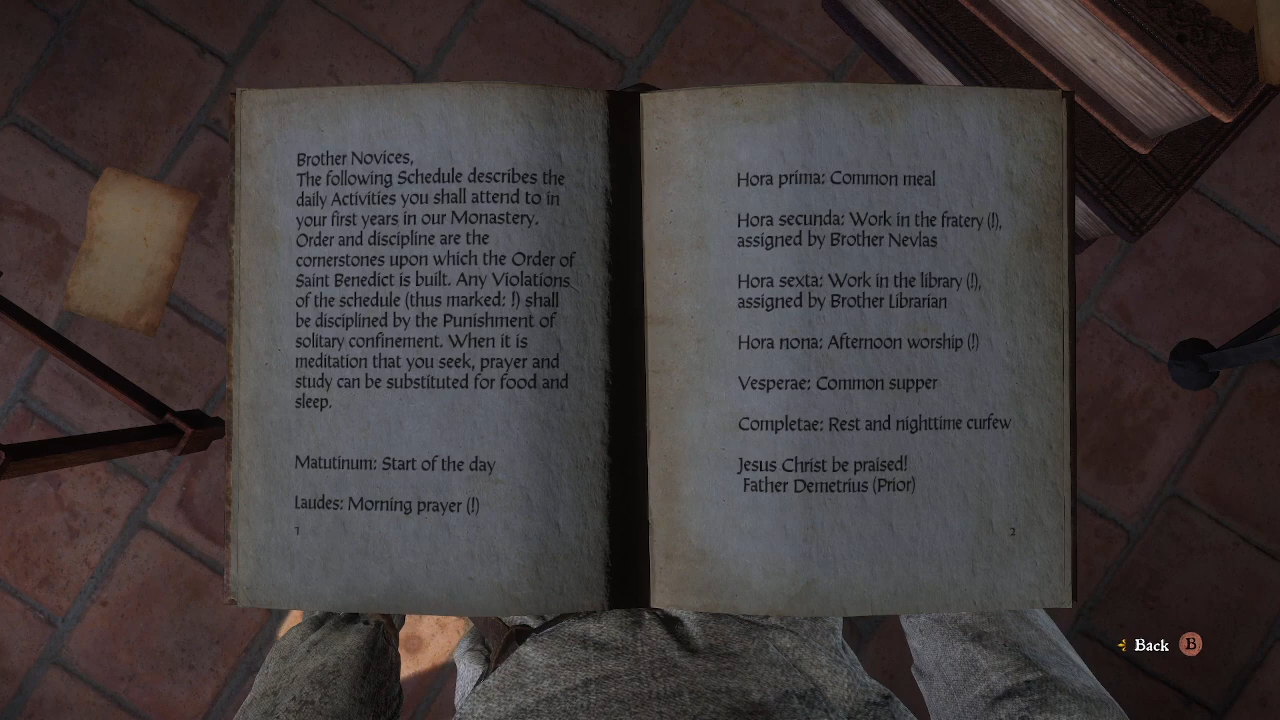 Brother Novices,
The following Schedule describes the
daily Activities you shall attend to in
your first years in our Monastery.
Order and discipline are the
cornerstones upon which the Order of
Saint Benedict is built. Any Violations
of the schedule (thus marked: !) shall
be disciplined by the Punishment of
solitary confinement. When it is
meditation that you seek, prayer and
study can be substituted for food and
sleep.
Matutinum: Start of the day
Laudes: Morning prayer (!)
1
Hora prima: Common meal
Hora secunda: Work in the fratery (!),
assigned by Brother Nevlas
Hora sexta: Work in the library (!),
assigned by Brother Librarian
Hora nona: Afternoon worship (!)
Vesperae: Common supper
Completae: Rest and nighttime curfew
Jesus Christ be praised!
Father Demetrius (Prior)
2
Back B